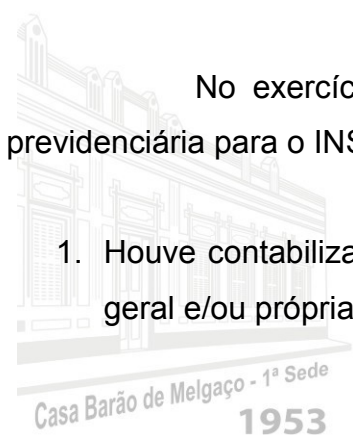 No exercíc
previdenciária para o INS
1. Houve contabiliza
geral e/ou própria
Casa Barão de Melgaço - 1ª Sede
1953